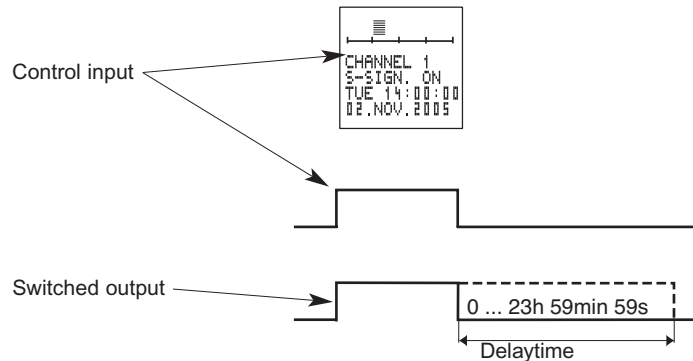 Control input
CHANNEL 1
S-SIGN. ON
TUE 14:00:00
02.NOV.2005
Switched output
0 ... 23h 59min 59s
Delaytime